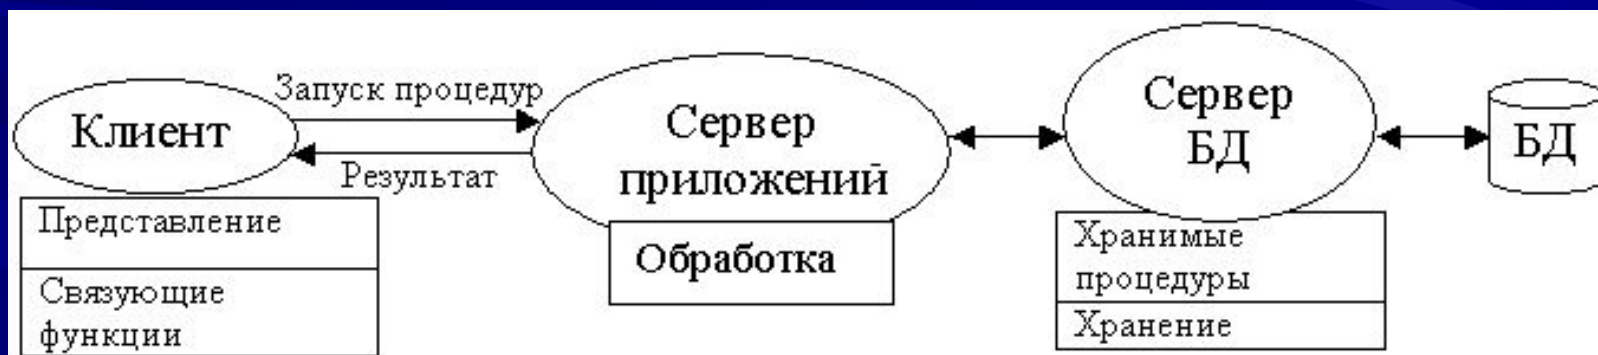 Клиент
Запуск процедур
Результат
Представление
Связующие
функции
Сервер
приложений
Обработка
Сервер
БД
Хранимые
процедуры
Хранение
БД